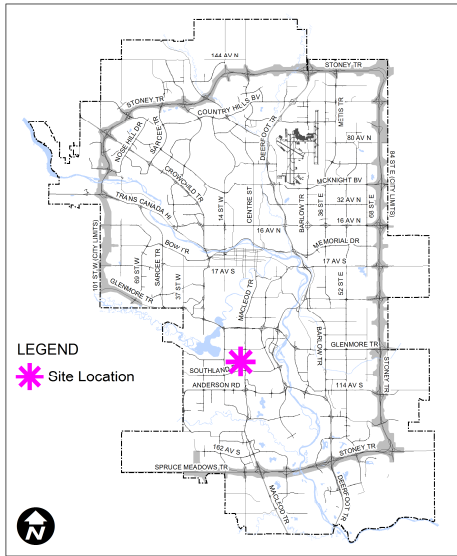 144 AV N
STONEY TR
STONEY TR
COUNTRY HILLS BV
METIS TR
NOSE HILL DR
SARCEE TR
DEERFOOT TR
80 AV N
84 ST E (CITY LIMITS)
CROWCHILD TR
MCKNIGHT BV
TRANS CANADA HI
14 ST W
CENTRE ST
BARLOW TR
36 ST E
32 AV N
68 ST E
16 AV N
16 AV N
101 ST W (CITY LIMITS)
BOW TR
MEMORIAL DR
69 ST W
SARCEE TR
17 AV S
17 AV S
37 ST W
MACLEOD TR
52 ST E
GLENMORE TR
BARLOW TR
GLENMORE TR
LEGEND
Site Location
SOUTHLAND
STONEY TR
ANDERSON RD
114 AV S
162 AV S
STONEY TR
SPRUCE MEADOWS TR
MACLEOD TR
DEERFOOT TR
N